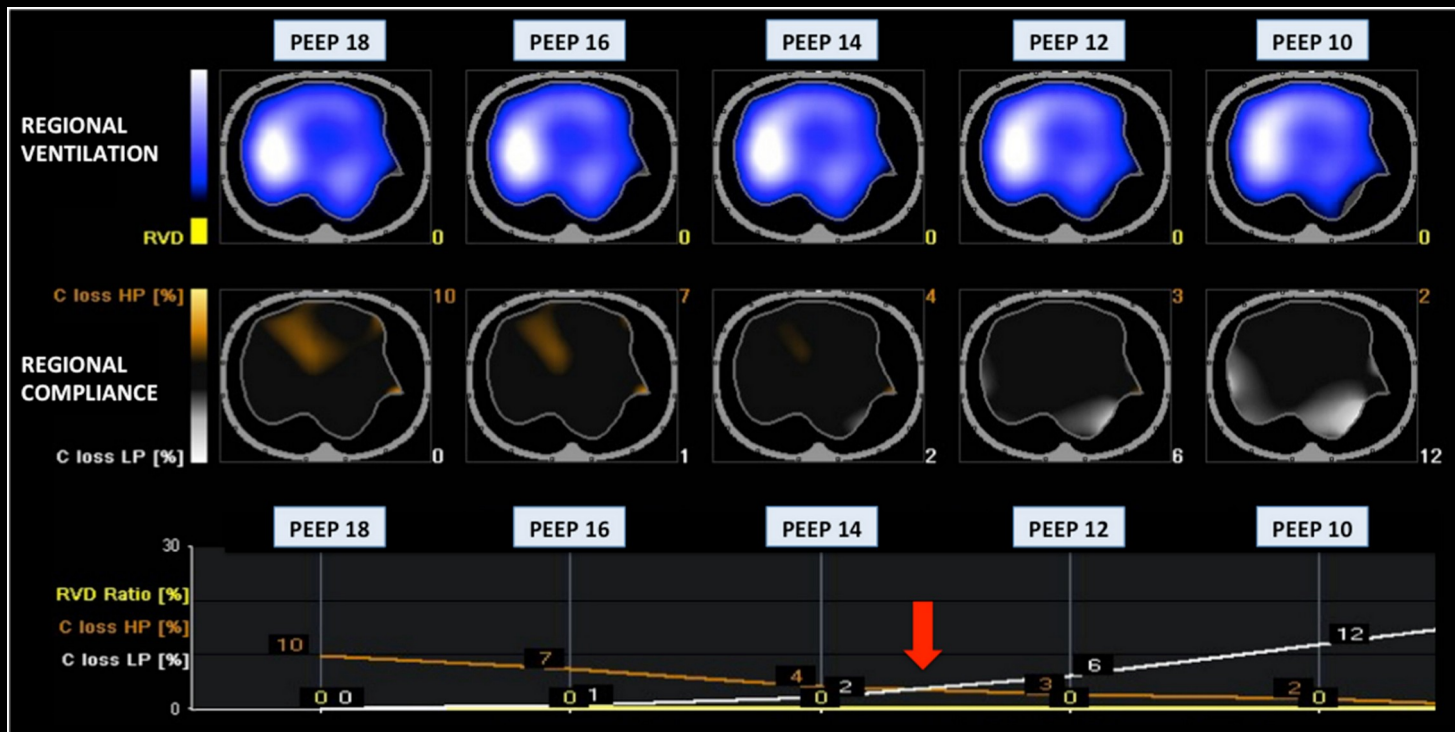 PEEP 18 PEEP 16 PEEP 14 PEEP 12 PEEP 10
REGIONAL
VENTILATION
RVD 0 0 0 0 0
C loss HP [%] 10 7 4 3 2
REGIONAL
COMPLIANCE
C loss LP [%] 0 1 2 6 12
PEEP 18 PEEP 16 PEEP 14 PEEP 12 PEEP 10
30
RVD Ratio [%]
C loss HP [%]
C loss LP [%]
10 7 4 3 2
0 0 0 1 0 2 0 6 0 12
0